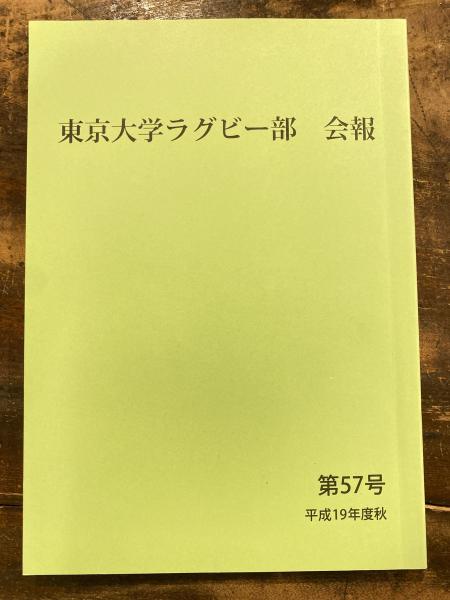 東京大学ラグビー部　会報
第57号
平成19年度秋